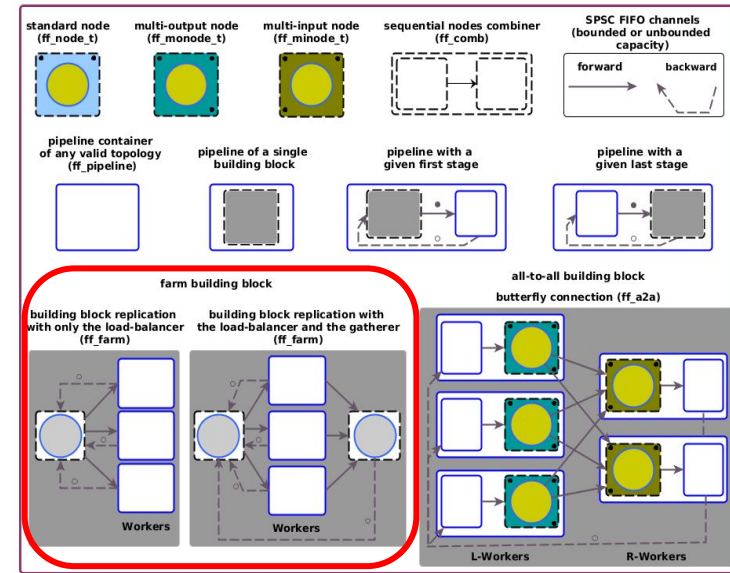 standard node
(ff_node_t)
multi-output node
(ff_monode_t)
multi-input node
(ff_minode_t)
sequential nodes combiner
(ff_comb)
SPSC FIFO channels
(bounded or unbounded
capacity)
forward
backward
pipeline container
of any valid topology
(ff_pipeline)
pipeline of a single
building block
pipeline with a
given first stage
pipeline with a
given last stage
farm building block
building block replication
with only the load-balancer
(ff_farm)
building block replication with
the load-balancer and the gatherer
(ff_farm)
Workers
Workers
all-to-all building block
butterfly connection (ff_a2a)
L-Workers
R-Workers